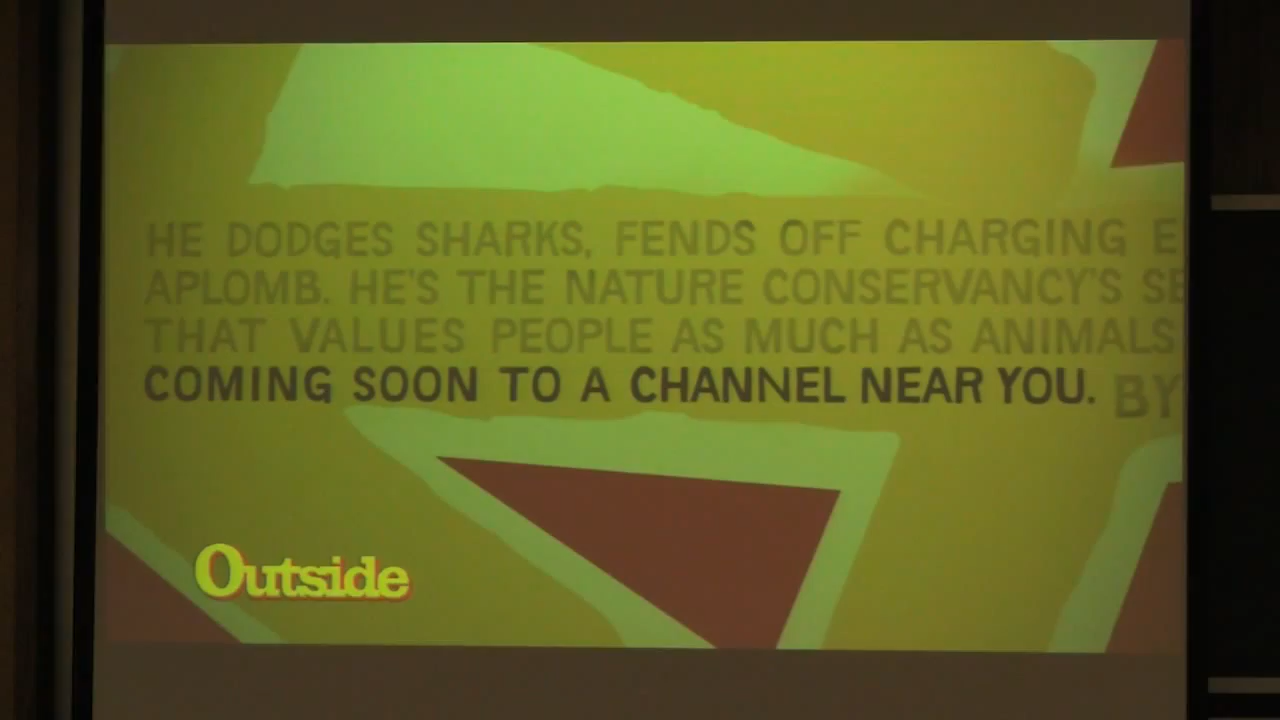 HE DODGES SHARKS, FENDS OFF CHARGING
APLOMB. HE'S THE NATURE CONSERVANCY'S
THAT VALUES PEOPLE AS MUCH AS ANIMALS
COMING SOON TO A CHANNEL NEAR YOU. BY
Outside